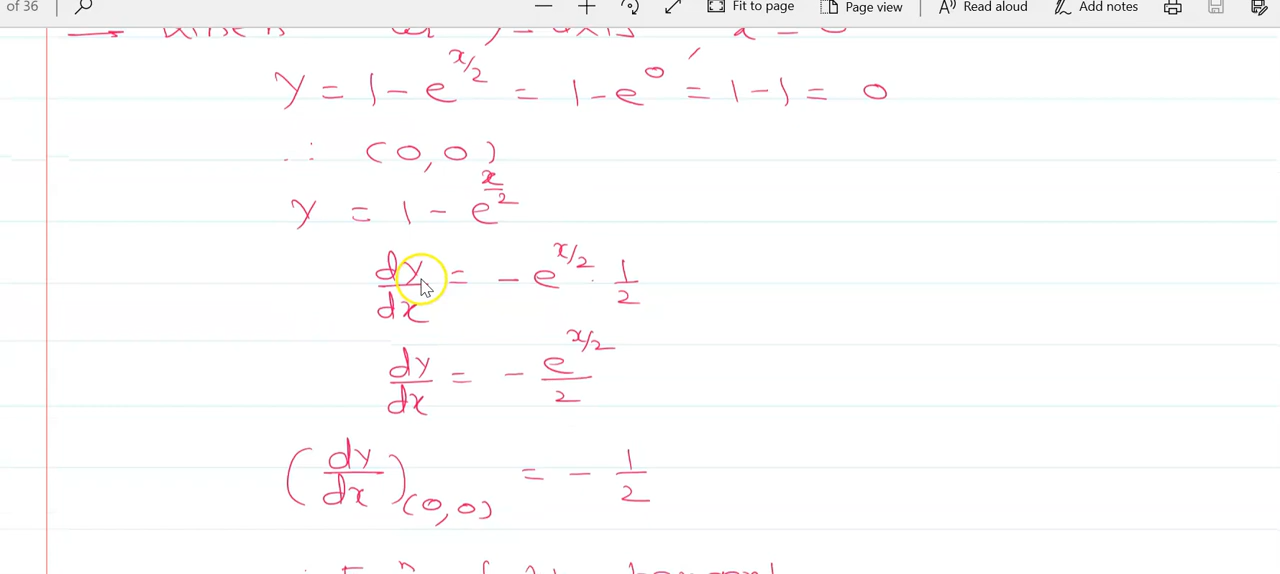 of 36 Fit to page Page view Read aloud Add notes
y = 1 - e^{x/2} = 1 - e^0 = 1 - 1 = 0
∴ (0,0)
y = 1 - e^{x/2}
dy/dx = - e^{x/2} · 1/2
dy/dx = - e^{x/2}/2
(dy/dx)_{(0,0)} = - 1/2